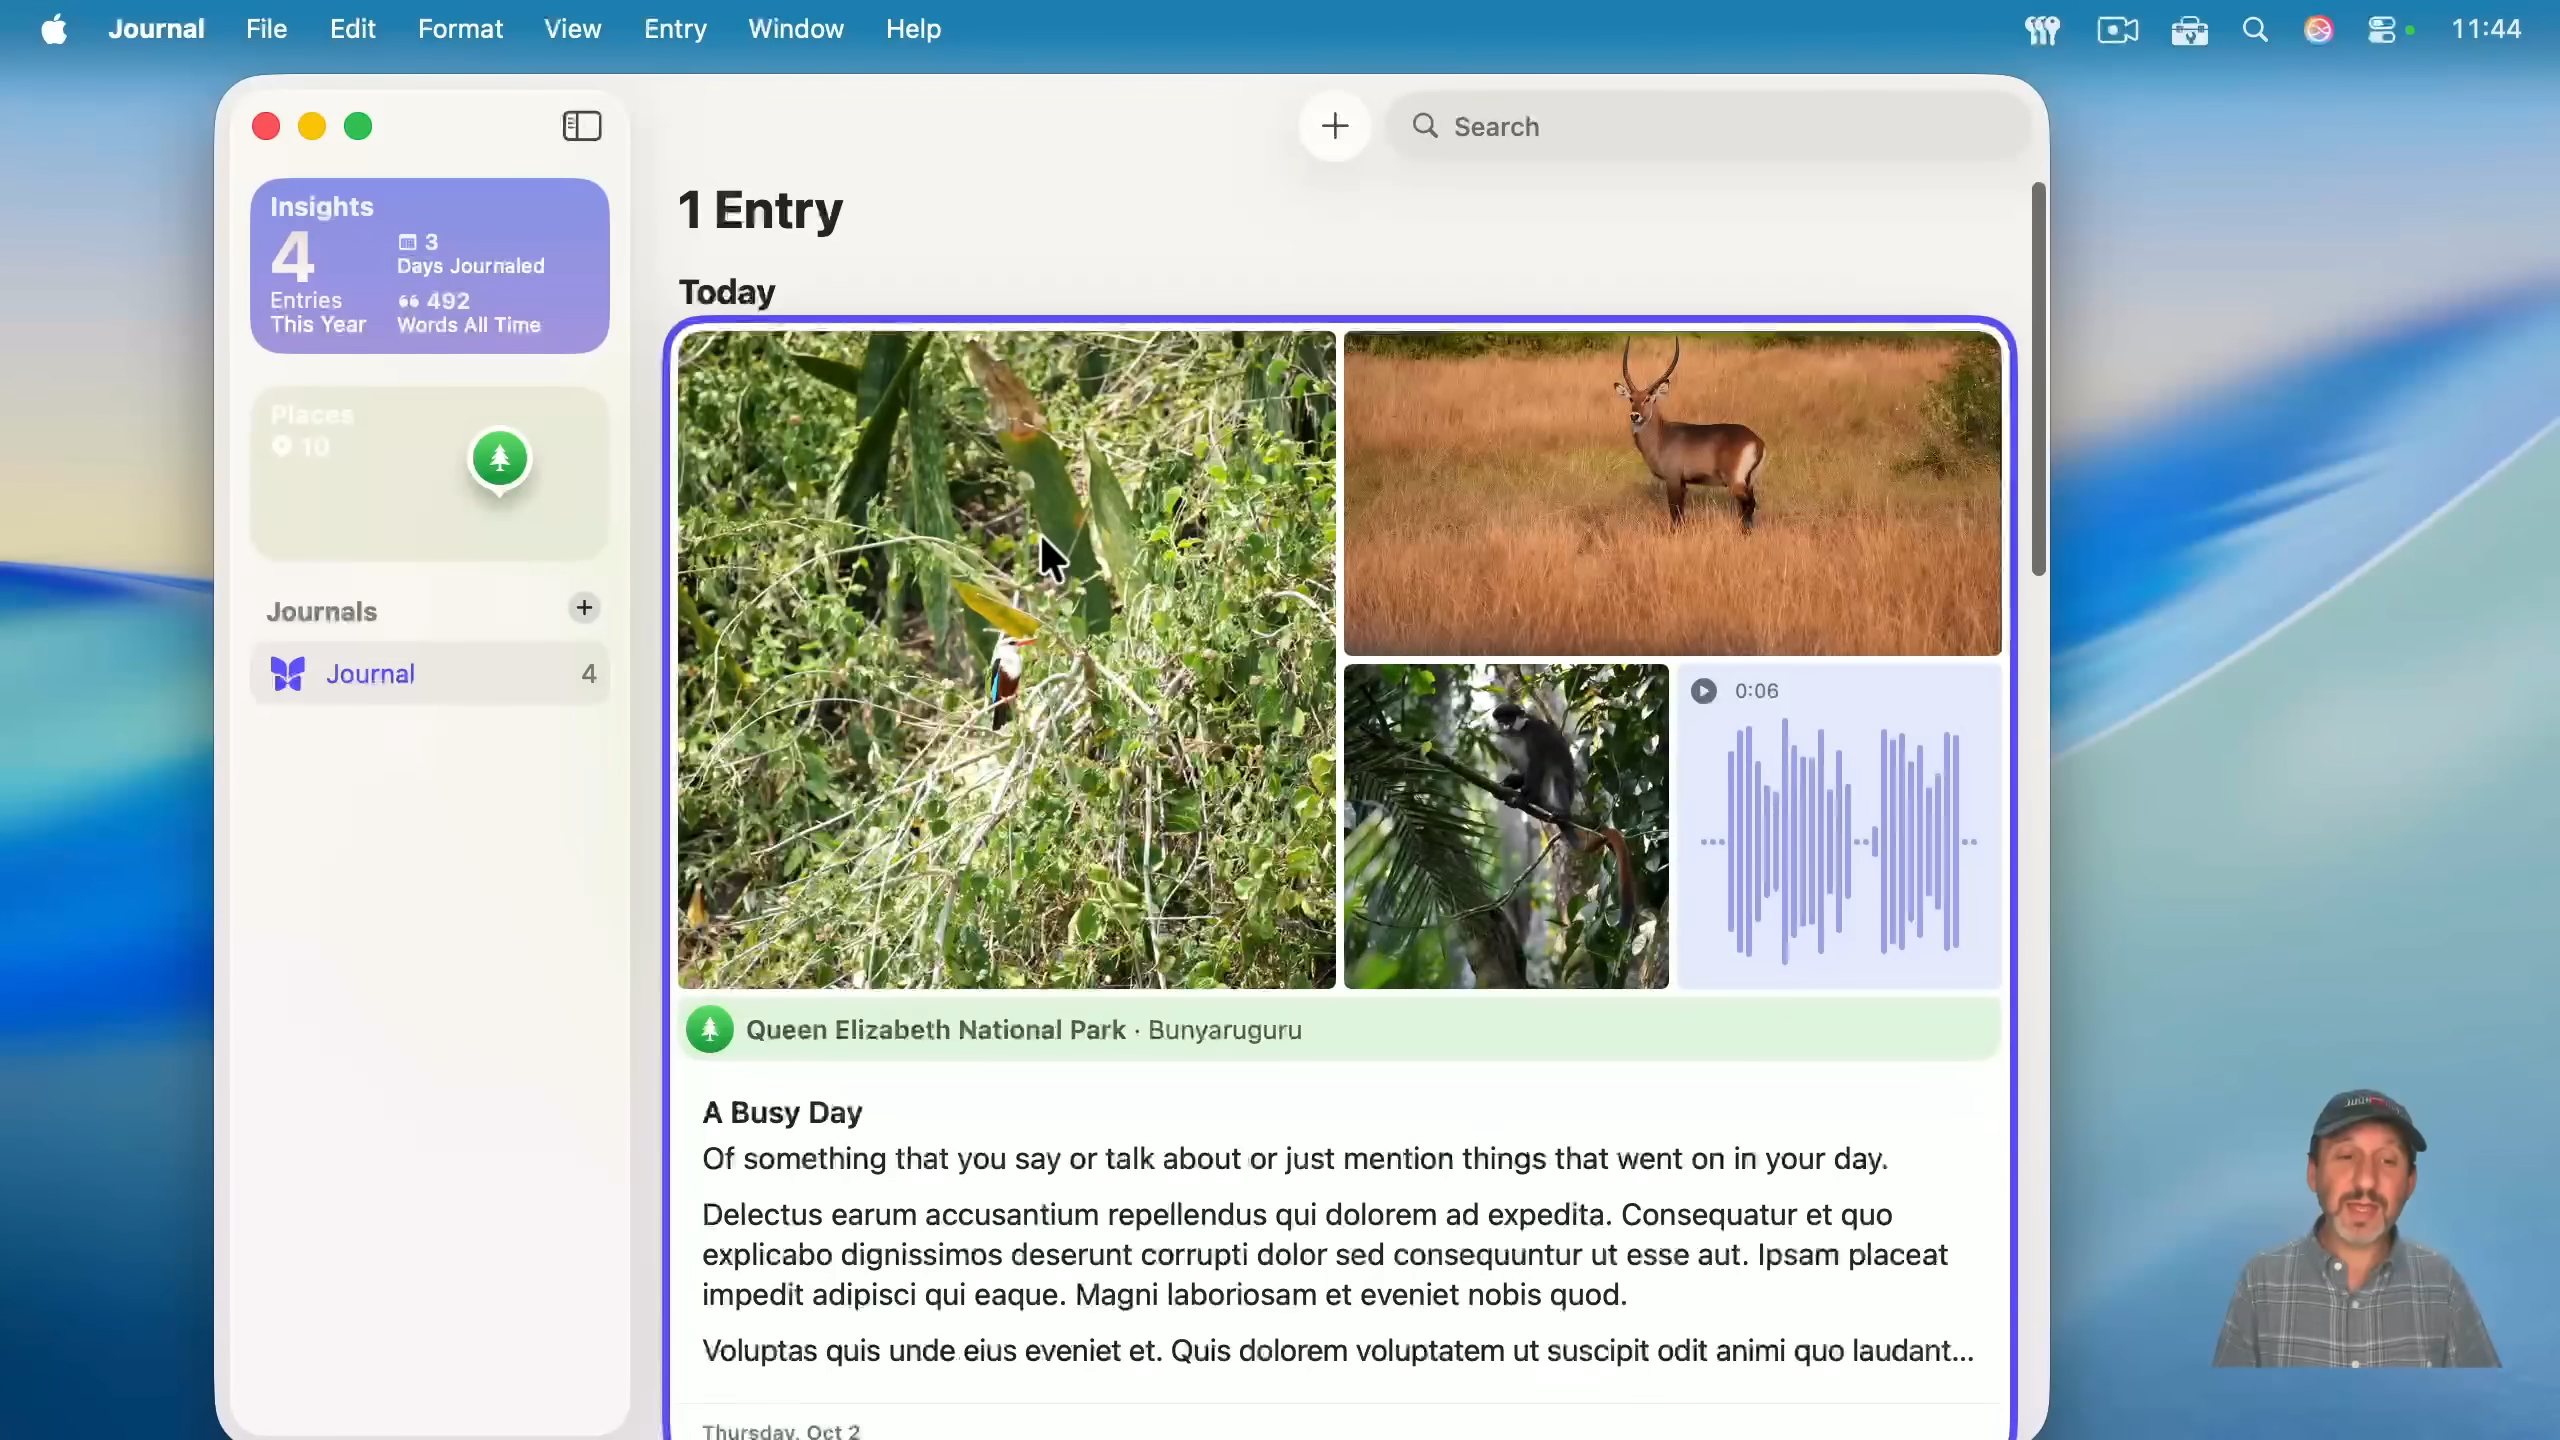 Journal File Edit Format View Entry Window Help 11:44
Search
Insights
4
Entries
This Year
3
Days Journaled
492
Words All Time
Places
10
Journals
Journal 4
1 Entry
Today
0:06
Queen Elizabeth National Park · Bunyaruguru
A Busy Day
Of something that you say or talk about or just mention things that went on in your day.
Delectus earum accusantium repellendus qui dolorem ad expedita. Consequatur et quo
explicabo dignissimos deserunt corrupti dolor sed consequuntur ut esse aut. Ipsam placeat
impedit adipisci qui eaque. Magni laboriosam et eveniet nobis quod.
Voluptas quis unde eius eveniet et. Quis dolorem voluptatem ut suscipit odit animi quo laudant...
Thursday, Oct 2